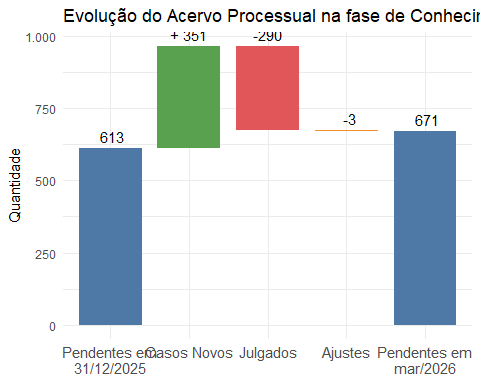 Evolução do Acervo Processual na fase de Conhecir
1.000
750
500
250
0
Quantidade
613
+ 351
-290
-3
671
Pendentes em
31/12/2025
Casos Novos
Julgados
Ajustes
Pendentes em
mar/2026